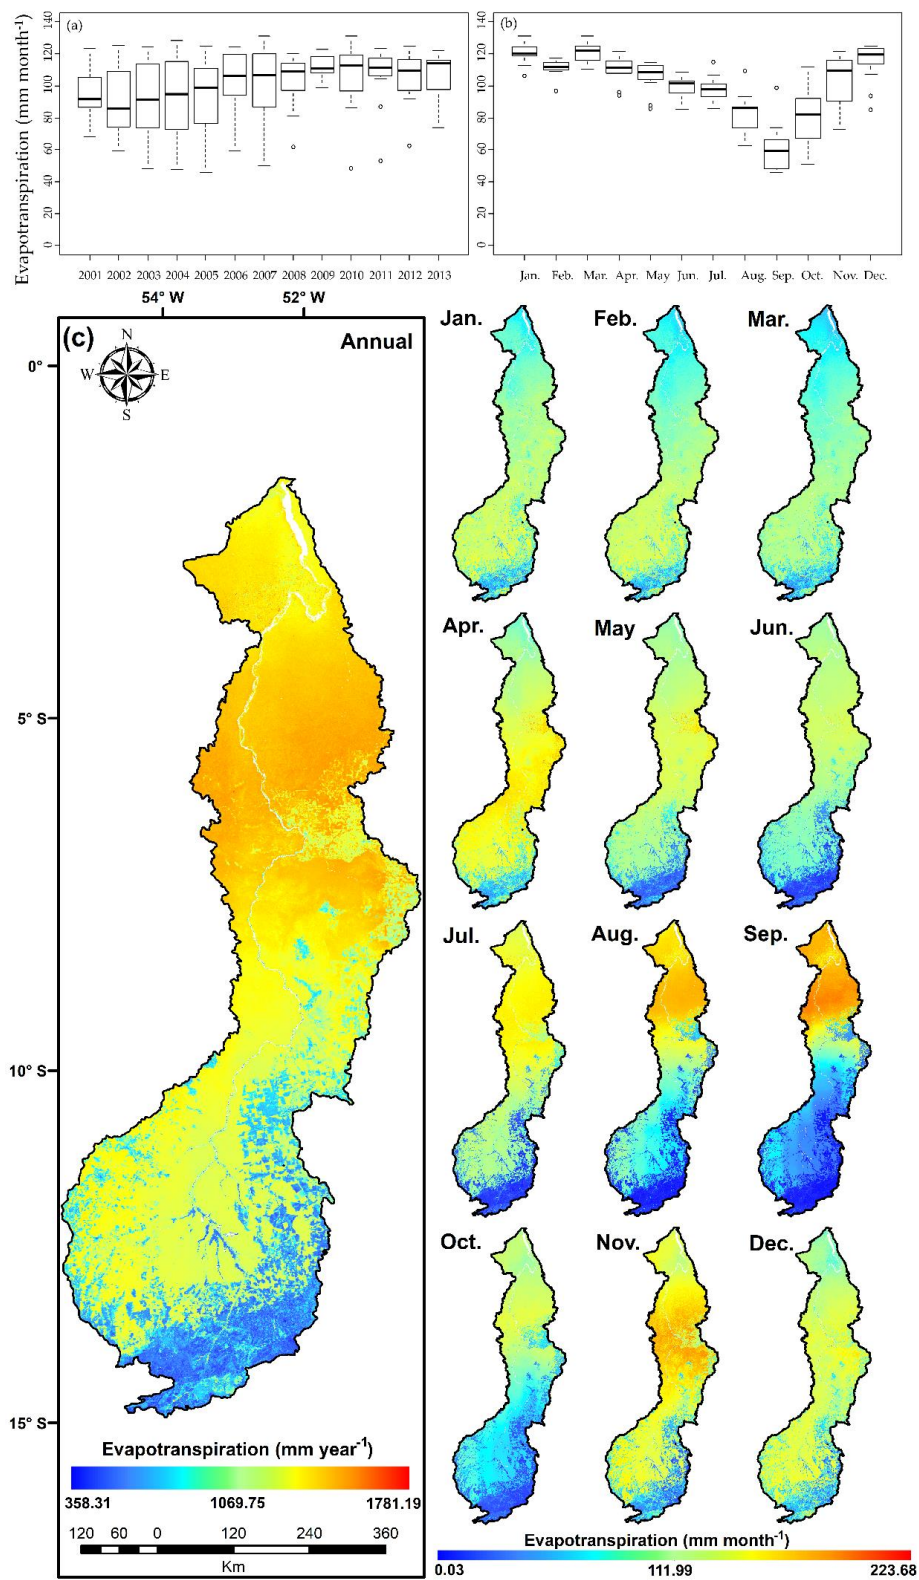 Evapotranspiration (mm month-1)
(a)
140
120
100
80
60
40
20
0
2001 2002 2003 2004 2005 2006 2007 2008 2009 2010 2011 2012 2013
(b)
140
120
100
80
60
40
20
0
Jan. Feb. Mar. Apr. May Jun. Jul. Aug. Sep. Oct. Nov. Dec.
54° W 52° W
(c)
Annual
N
W E
S
0°
5° S
10° S
15° S
Evapotranspiration (mm year-1)
358.31 1069.75 1781.19
120 60 0 120 240 360
Km
Jan. Feb. Mar.
Apr. May Jun.
Jul. Aug. Sep.
Oct. Nov. Dec.
Evapotranspiration (mm month-1)
0.03 111.99 223.68